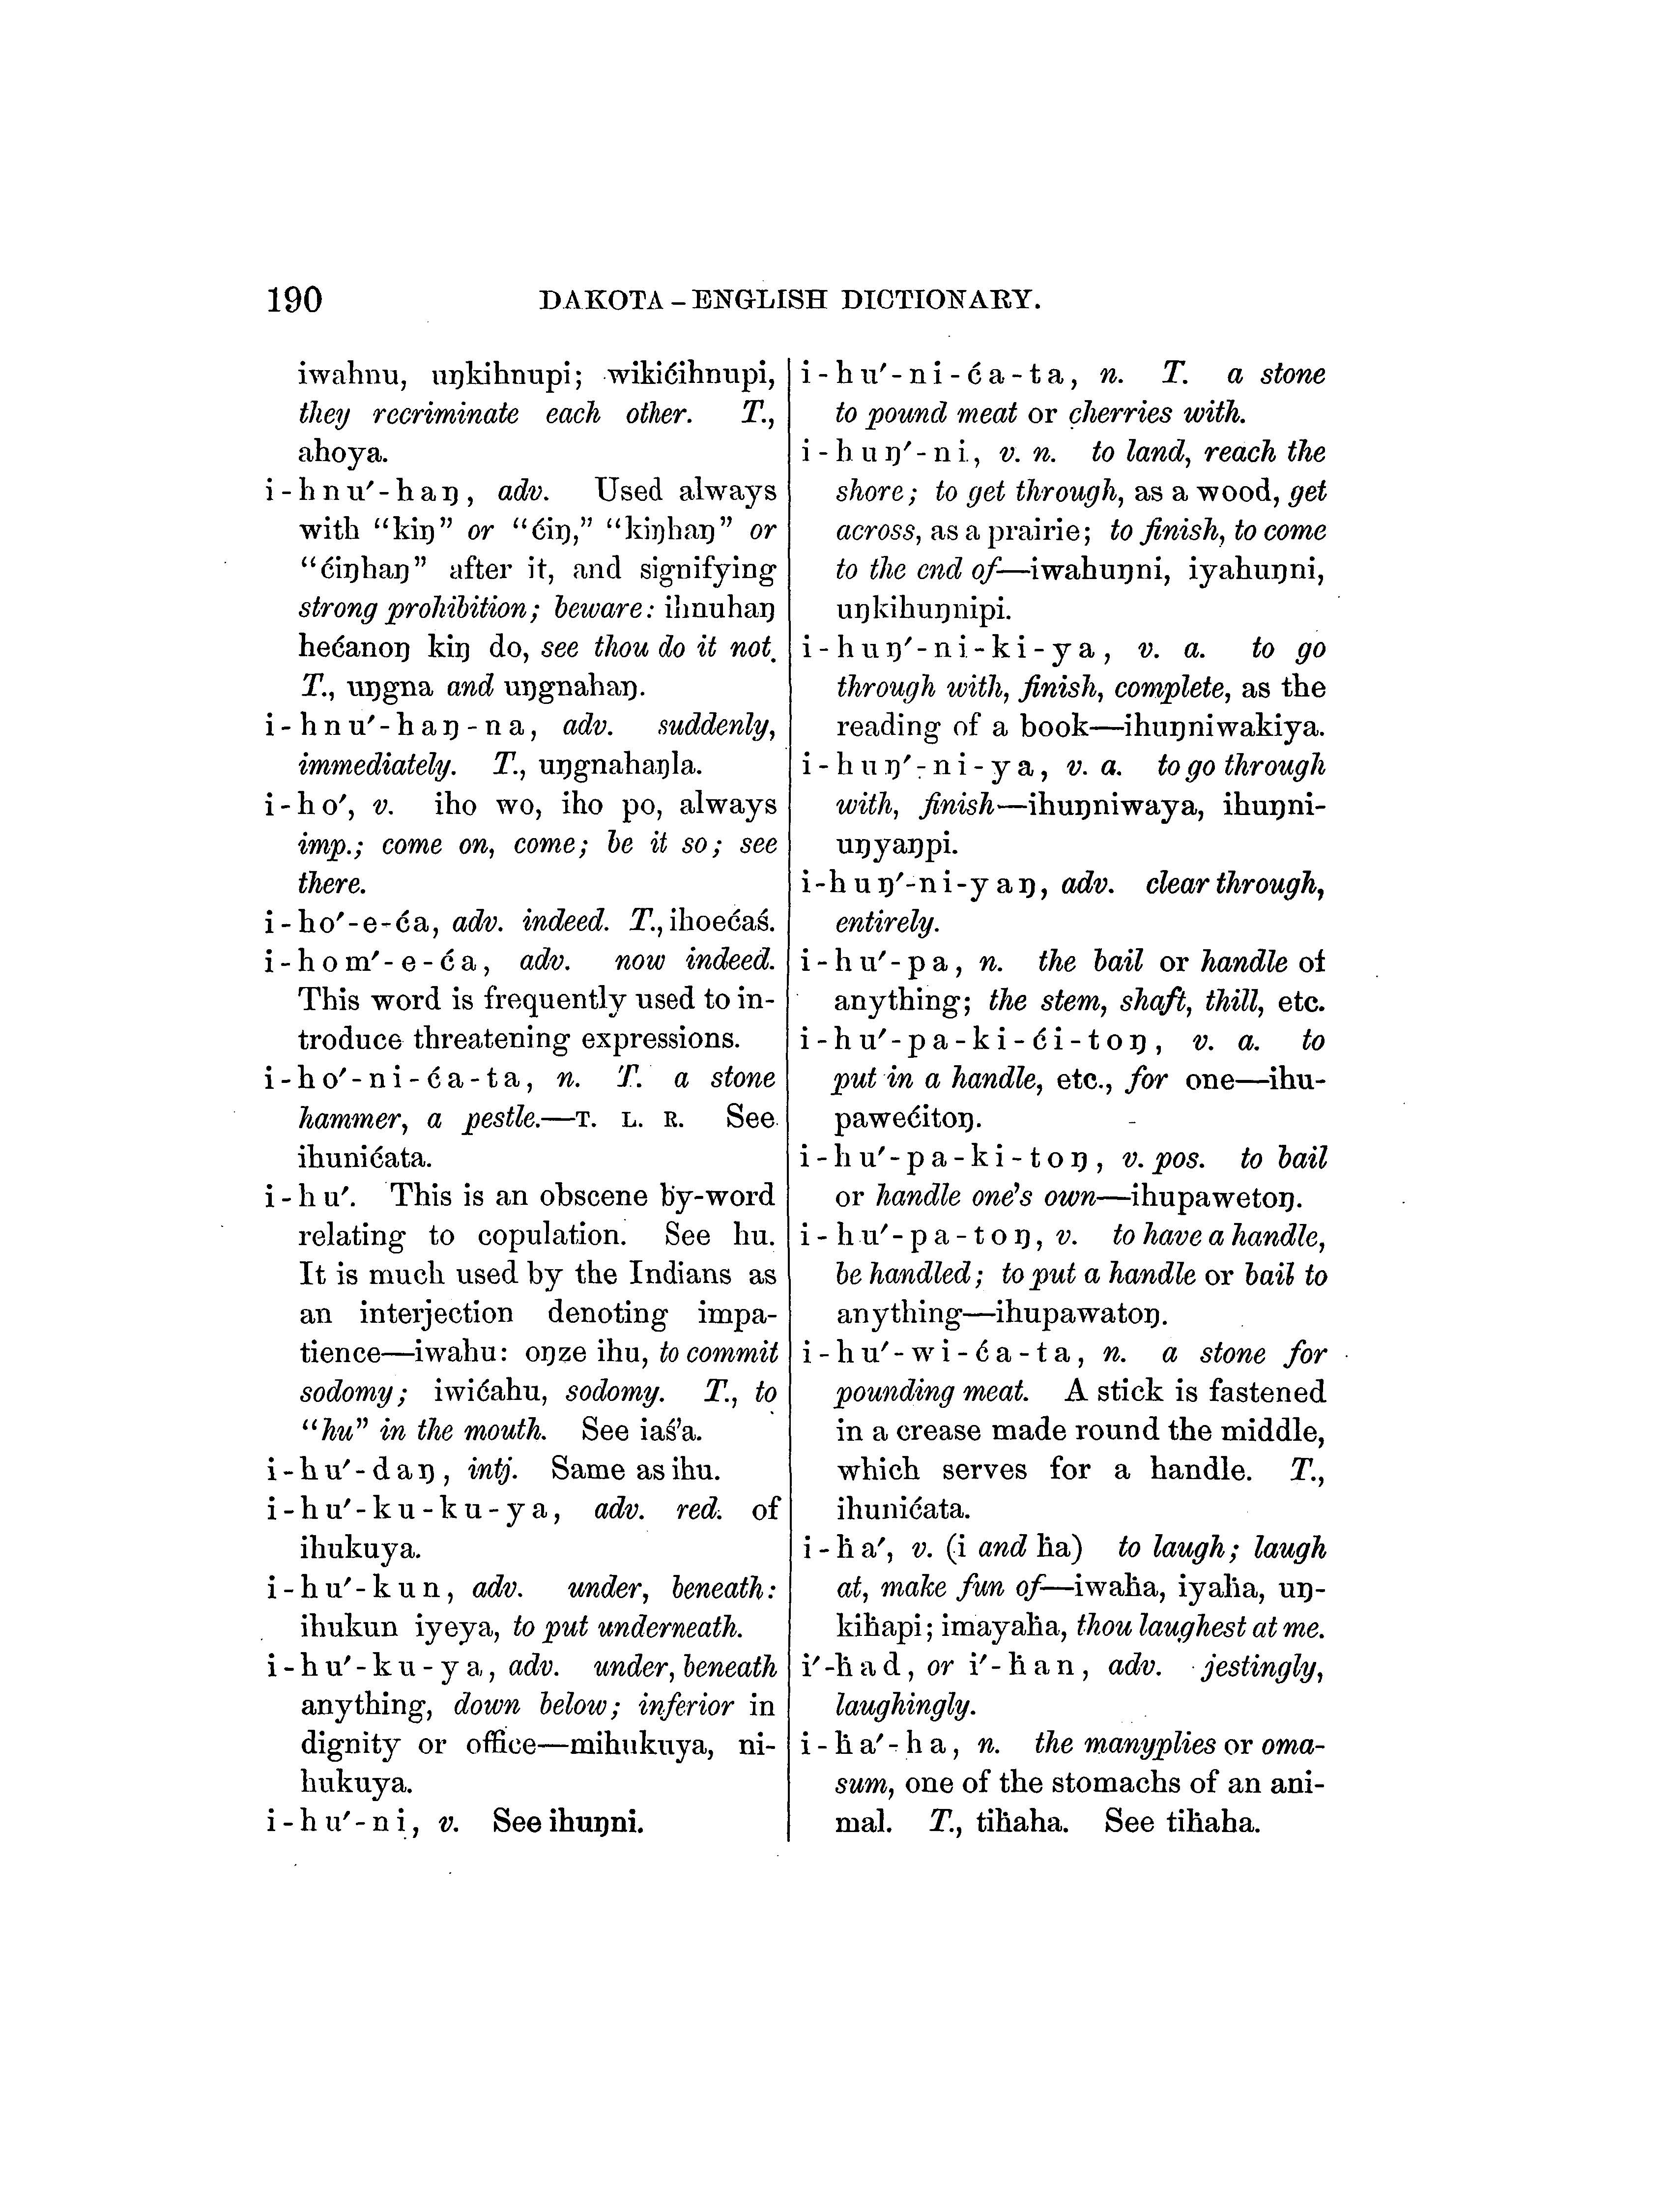 190
DAKOTA – ENGLISH DICTIONARY.
iwahnu, uŋkihnupi; wikićihnupi,
they recriminate each other. T.,
ahoya.
i-hnu′-haŋ, adv. Used always
with “kiŋ” or “ćiŋ,” “kiŋhaŋ” or
“ćiŋhaŋ” after it, and signifying
strong prohibition; beware: ihnuhaŋ
hećanoŋ kiŋ do, see thou do it not.
T., uŋgna and uŋgnahaŋ.
i-hnu′-haŋ-na, adv. suddenly,
immediately. T., uŋgnahaŋla.
i-ho′, v. iho wo, iho po, always
imp.; come on, come; be it so; see
there.
i-ho′-e-ća, adv. indeed. T., ihoećaś.
i-hom′-e-ća, adv. now indeed.
This word is frequently used to in-
troduce threatening expressions.
i-ho′-ni-ća-ta, n. T. a stone
hammer, a pestle.—T. L. R. See
ihunićata.
i-hu′. This is an obscene by-word
relating to copulation. See hu.
It is much used by the Indians as
an interjection denoting impa-
tience—iwahu: oŋze ihu, to commit
sodomy; iwićahu, sodomy. T., to
“hu” in the mouth. See iaś’a.
i-hu′-daŋ, intj. Same as ihu.
i-hu′-ku-ku-ya, adv. red. of
ihukuya.
i-hu′-kun, adv. under, beneath:
ihukun iyeya, to put underneath.
i-hu′-ku-ya, adv. under, beneath
anything, down below; inferior in
dignity or office—mihukuya, ni-
hukuya.
i-hu′-ni, v. See ihuŋni.
i-hu′-ni-ća-ta, n. T. a stone
to pound meat or cherries with.
i-huŋ′-ni, v. n. to land, reach the
shore; to get through, as a wood, get
across, as a prairie; to finish, to come
to the end of—iwahuŋni, iyahuŋni,
uŋkihuŋnipi.
i-huŋ′-ni-ki-ya, v. a. to go
through with, finish, complete, as the
reading of a book—ihuŋniwakiya.
i-huŋ′-ni-ya, v. a. to go through
with, finish—ihuŋniwaya, ihuŋni-
uŋyaŋpi.
i-huŋ′-ni-yaŋ, adv. clear through,
entirely.
i-hu′-pa, n. the bail or handle of
anything; the stem, shaft, thill, etc.
i-hu′-pa-ki-ći-toŋ, v. a. to
put in a handle, etc., for one—ihu-
pawećitoŋ.
i-hu′-pa-ki-toŋ, v. pos. to bail
or handle one’s own—ihupawetoŋ.
i-hu′-pa-toŋ, v. to have a handle,
be handled; to put a handle or bail to
anything—ihupawatoŋ.
i-hu′-wi-ća-ta, n. a stone for
pounding meat. A stick is fastened
in a crease made round the middle,
which serves for a handle. T.,
ihunićata.
i-ḣa′, v. (i and ḣa) to laugh; laugh
at, make fun of—iwaḣa, iyaḣa, uŋ-
kiḣapi; imayaḣa, thou laughest at me.
i′-ḣad, or i′-ḣan, adv. jestingly,
laughingly.
i-ḣa′-ha, n. the manyplies or oma-
sum, one of the stomachs of an ani-
mal. T., tiḣaha. See tiḣaha.